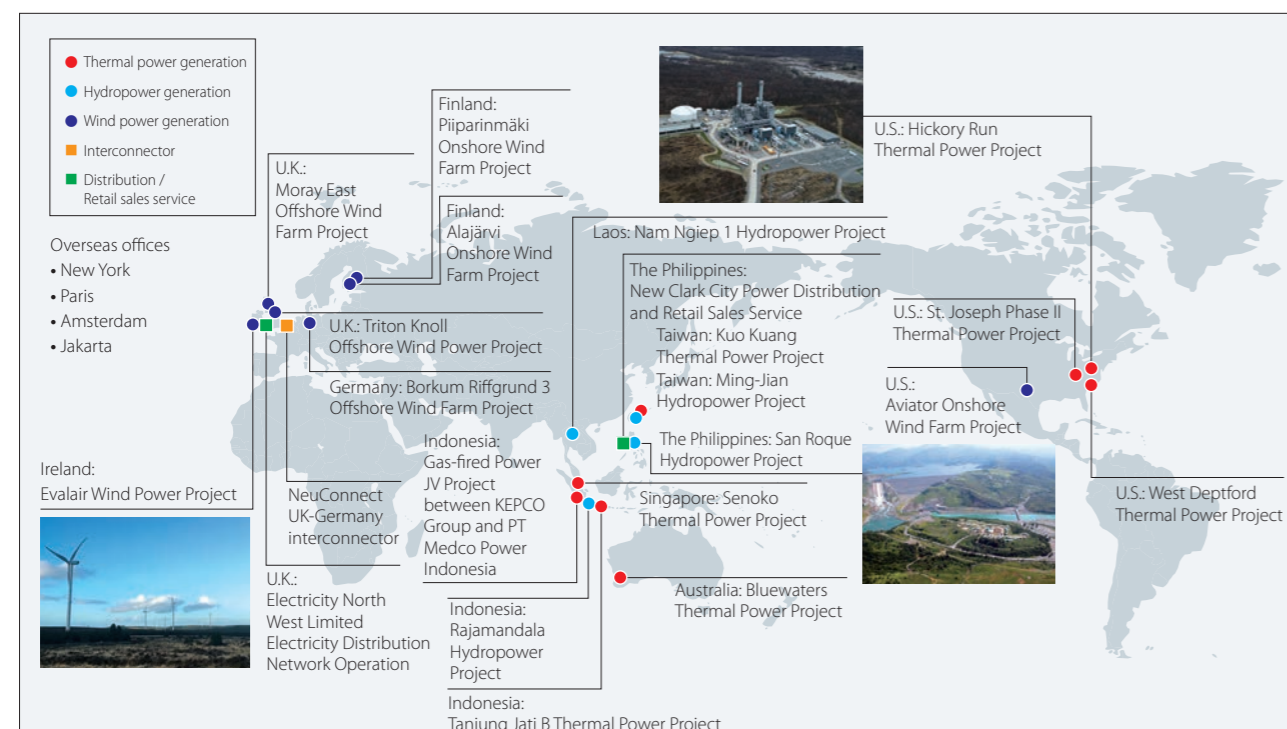 Thermal power generation
Hydropower generation
Wind power generation
Interconnector
Distribution /
Retail sales service
Overseas offices
• New York
• Paris
• Amsterdam
• Jakarta
U.K.:
Moray East
Offshore Wind
Farm Project
Finland:
Piiparinmäki
Onshore Wind
Farm Project
Finland:
Alajärvi
Onshore Wind
Farm Project
U.K.: Triton Knoll
Offshore Wind Power Project
Germany: Borkum Riffgrund 3
Offshore Wind Farm Project
Ireland:
Evalair Wind Power Project
NeuConnect
UK-Germany
interconnector
U.K.:
Electricity North
West Limited
Electricity Distribution
Network Operation
Indonesia:
Gas-fired Power
JV Project
between KEPCO
Group and PT
Medco Power
Indonesia
Indonesia:
Rajamandala
Hydropower
Project
Indonesia:
Tanjung Jati B Thermal Power Project
Laos: Nam Ngiep 1 Hydropower Project
The Philippines:
New Clark City Power Distribution
and Retail Sales Service
Taiwan: Kuo Kuang
Thermal Power Project
Taiwan: Ming-Jian
Hydropower Project
The Philippines: San Roque
Hydropower Project
Singapore: Senoko
Thermal Power Project
Australia: Bluewaters
Thermal Power Project
U.S.: Hickory Run
Thermal Power Project
U.S.: St. Joseph Phase II
Thermal Power Project
U.S.:
Aviator Onshore
Wind Farm Project
U.S.: West Deptford
Thermal Power Project